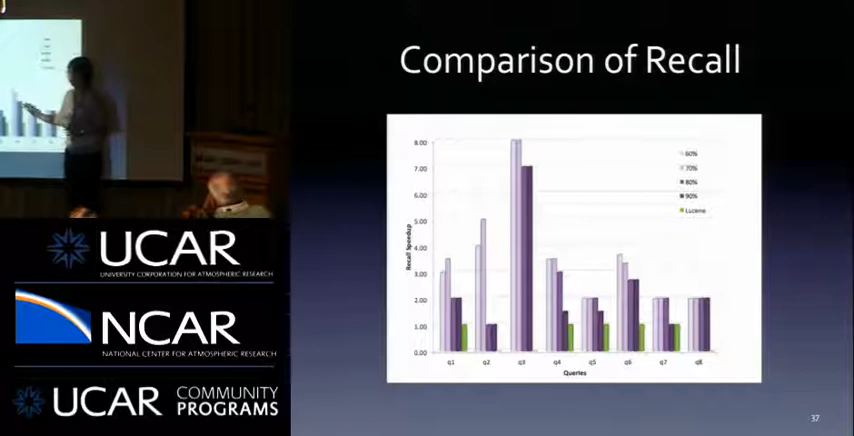 Comparison of Recall
8.00
7.00
6.00
5.00
4.00
3.00
2.00
1.00
0.00
Recall Speedup
q1 q2 q3 q4 q5 q6 q7 q8
Queries
60%
70%
80%
90%
Lucene
UCAR
UNIVERSITY CORPORATION FOR ATMOSPHERIC RESEARCH
NCAR
NATIONAL CENTER FOR ATMOSPHERIC RESEARCH
UCAR COMMUNITY
PROGRAMS
37